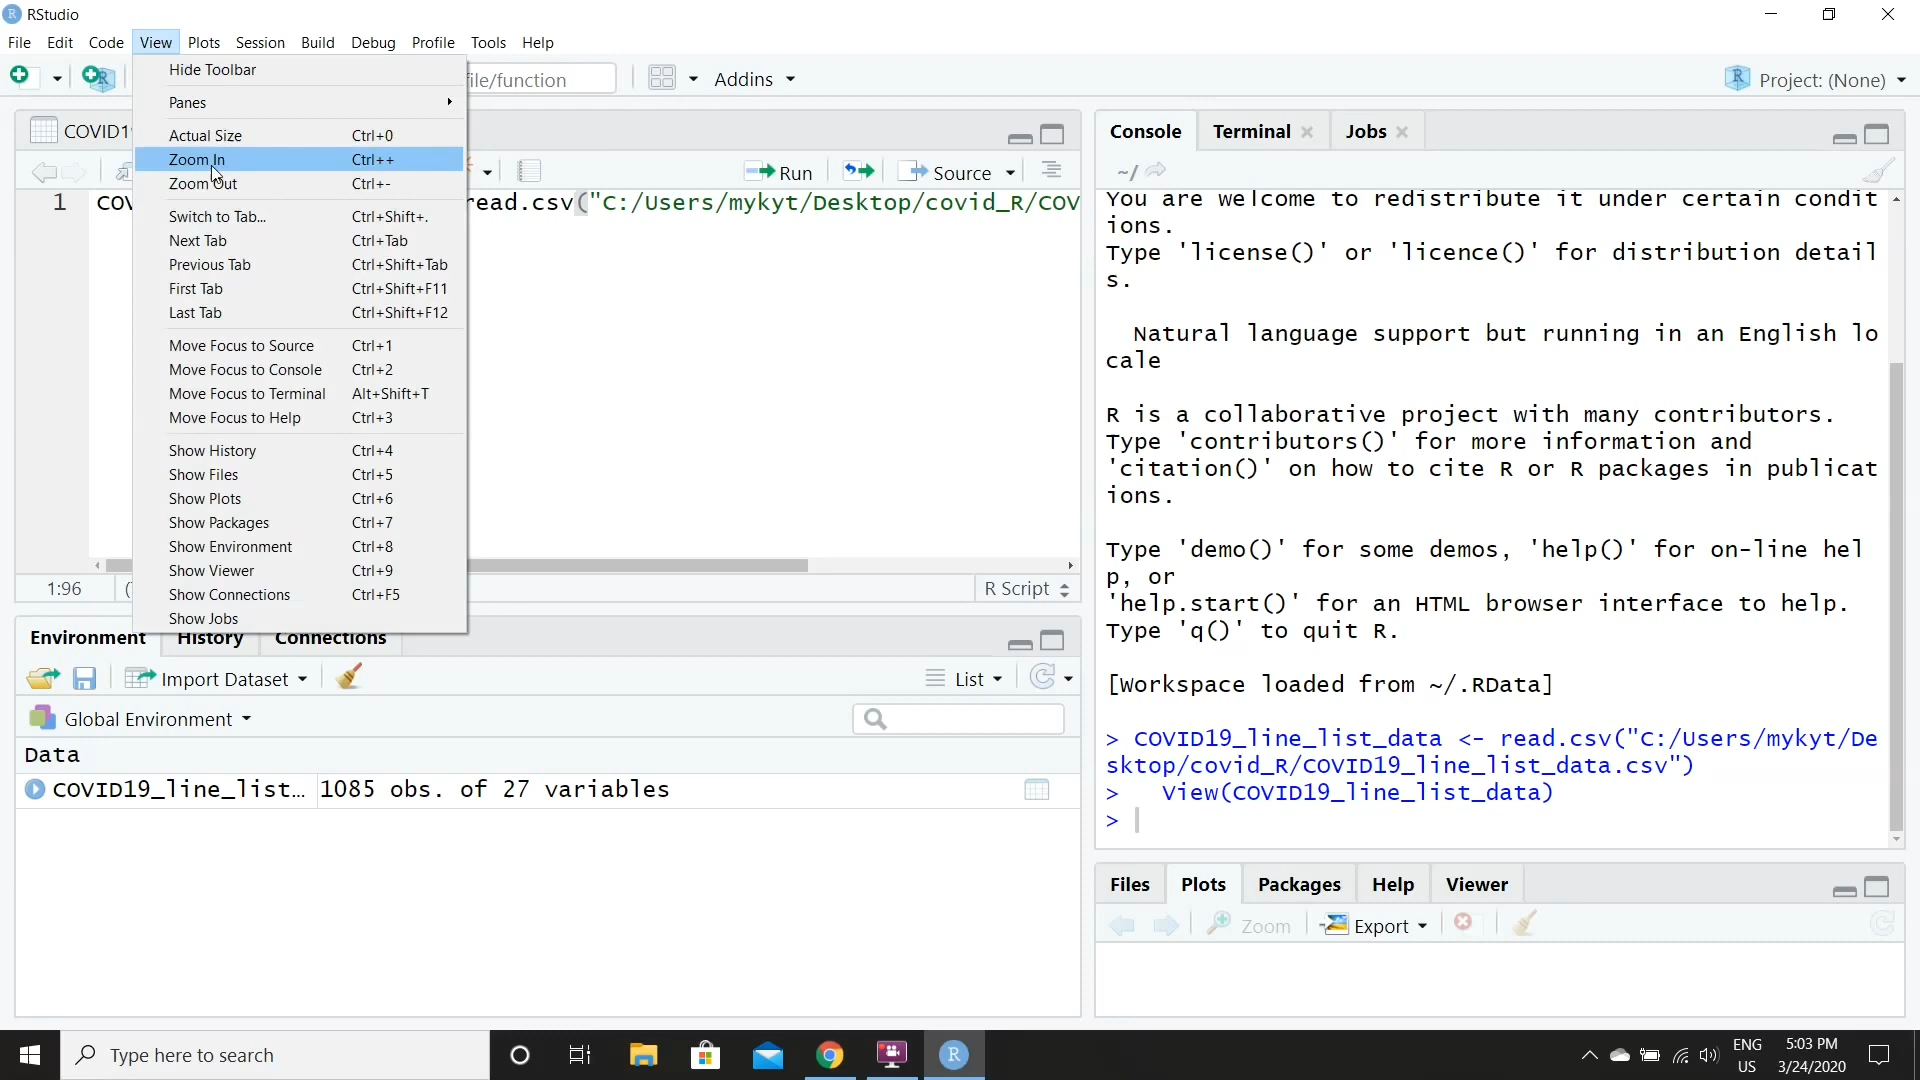 RStudio
File Edit Code View Plots Session Build Debug Profile Tools Help
Hide Toolbar
Panes
Actual Size Ctrl+0
Zoom In Ctrl++
Zoom Out Ctrl+-
Switch to Tab... Ctrl+Shift+.
Next Tab Ctrl+Tab
Previous Tab Ctrl+Shift+Tab
First Tab Ctrl+Shift+F11
Last Tab Ctrl+Shift+F12
Move Focus to Source Ctrl+1
Move Focus to Console Ctrl+2
Move Focus to Terminal Alt+Shift+T
Move Focus to Help Ctrl+3
Show History Ctrl+4
Show Files Ctrl+5
Show Plots Ctrl+6
Show Packages Ctrl+7
Show Environment Ctrl+8
Show Viewer Ctrl+9
Show Connections Ctrl+F5
Show Jobs
file/function Addins Project: (None)
COVID19
Run Source
1 COV read.csv("C:/Users/mykyt/Desktop/covid_R/COV
1:96 ( R Script
Environment History Connections
Import Dataset List
Global Environment
Data
COVID19_line_list... 1085 obs. of 27 variables
Console Terminal Jobs
~/
You are welcome to redistribute it under certain condit
ions.
Type 'license()' or 'licence()' for distribution detail
s.
Natural language support but running in an English lo
cale
R is a collaborative project with many contributors.
Type 'contributors()' for more information and
'citation()' on how to cite R or R packages in publicat
ions.
Type 'demo()' for some demos, 'help()' for on-line hel
p, or
'help.start()' for an HTML browser interface to help.
Type 'q()' to quit R.
[Workspace loaded from ~/.RData]
> COVID19_line_list_data <- read.csv("C:/Users/mykyt/De
sktop/covid_R/COVID19_line_list_data.csv")
> View(COVID19_line_list_data)
>
Files Plots Packages Help Viewer
Zoom Export
Type here to search
ENG
US
5:03 PM
3/24/2020